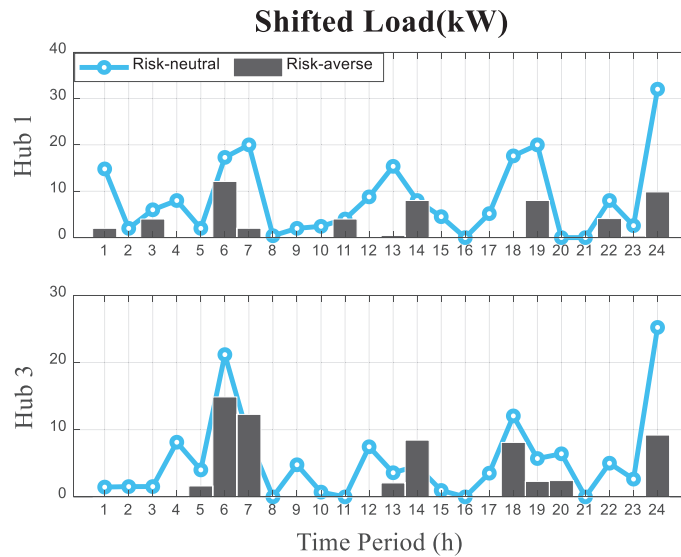 Shifted Load(kW)
Risk-neutral Risk-averse
Hub 1
40
30
20
10
0
1 2 3 4 5 6 7 8 9 10 11 12 13 14 15 16 17 18 19 20 21 22 23 24
Hub 3
30
20
10
0
1 2 3 4 5 6 7 8 9 10 11 12 13 14 15 16 17 18 19 20 21 22 23 24
Time Period (h)